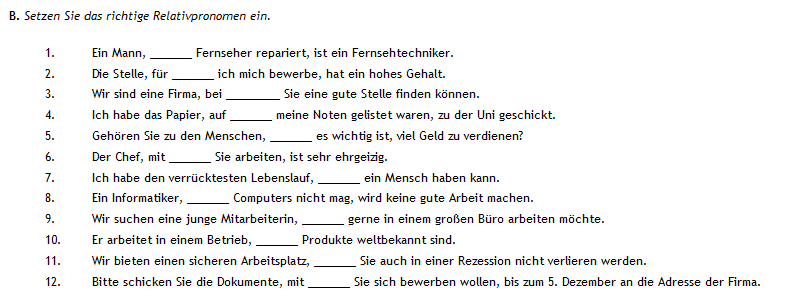 B. Setzen Sie das richtige Relativpronomen ein.
1. Ein Mann, ______ Fernseher repariert, ist ein Fernsehtechniker.
2. Die Stelle, für ______ ich mich bewerbe, hat ein hohes Gehalt.
3. Wir sind eine Firma, bei ________ Sie eine gute Stelle finden können.
4. Ich habe das Papier, auf ______ meine Noten gelistet waren, zu der Uni geschickt.
5. Gehören Sie zu den Menschen, ______ es wichtig ist, viel Geld zu verdienen?
6. Der Chef, mit ______ Sie arbeiten, ist sehr ehrgeizig.
7. Ich habe den verrücktesten Lebenslauf, ______ ein Mensch haben kann.
8. Ein Informatiker, ______ Computers nicht mag, wird keine gute Arbeit machen.
9. Wir suchen eine junge Mitarbeiterin, ______ gerne in einem großen Büro arbeiten möchte.
10. Er arbeitet in einem Betrieb, ______ Produkte weltbekannt sind.
11. Wir bieten einen sicheren Arbeitsplatz, ______ Sie auch in einer Rezession nicht verlieren werden.
12. Bitte schicken Sie die Dokumente, mit ______ Sie sich bewerben wollen, bis zum 5. Dezember an die Adresse der Firma.